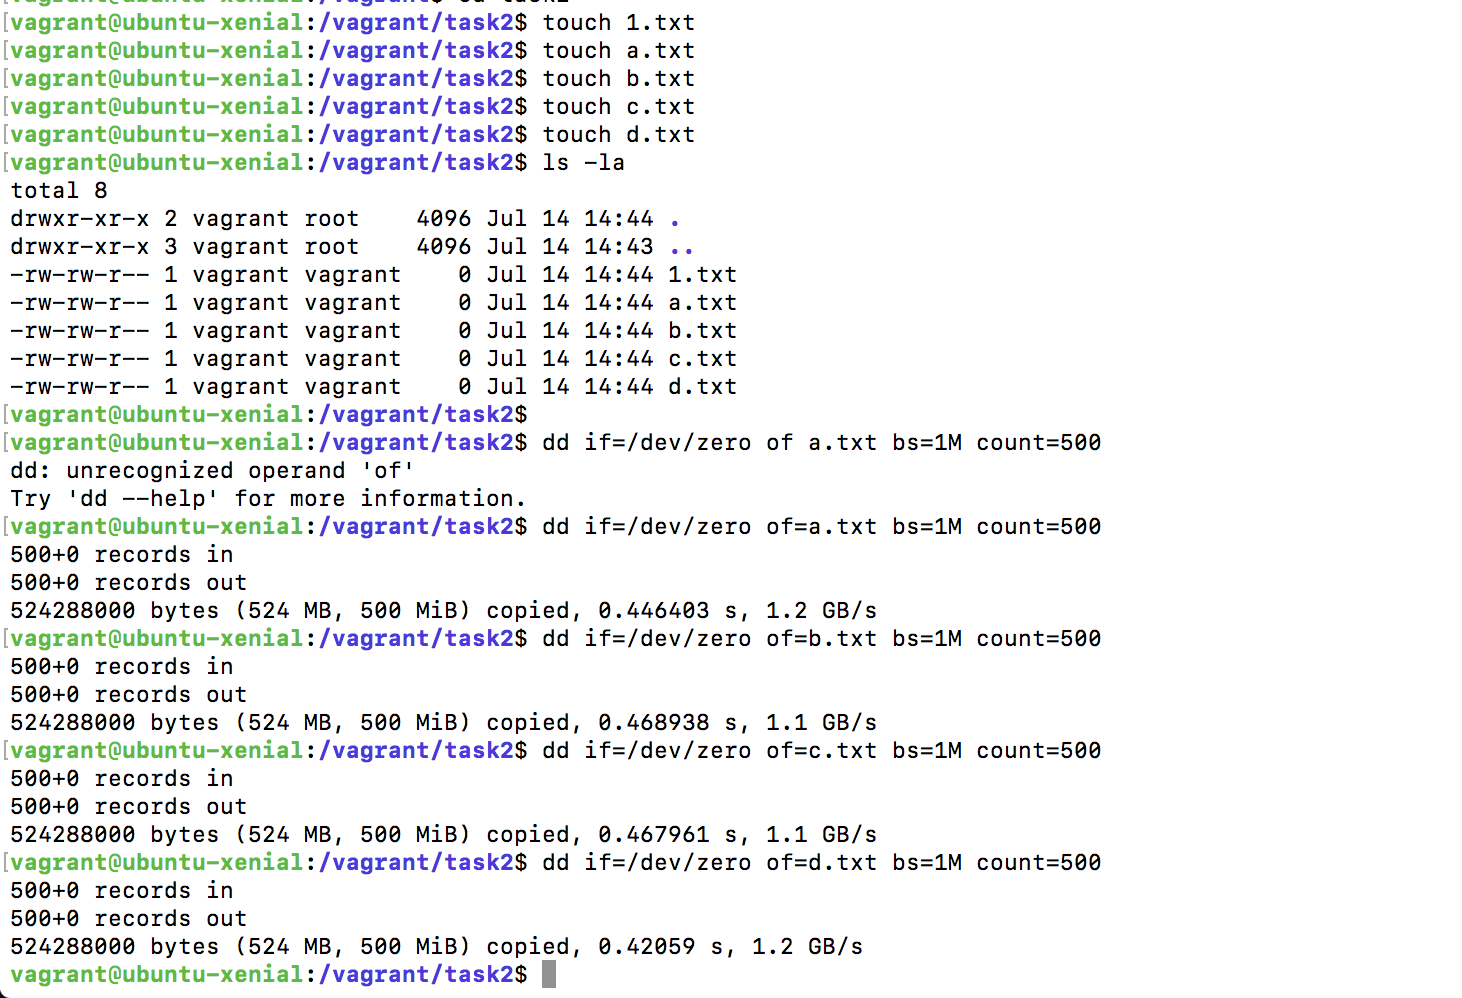 [vagrant@ubuntu-xenial:/vagrant/task2$ touch 1.txt
[vagrant@ubuntu-xenial:/vagrant/task2$ touch a.txt
[vagrant@ubuntu-xenial:/vagrant/task2$ touch b.txt
[vagrant@ubuntu-xenial:/vagrant/task2$ touch c.txt
[vagrant@ubuntu-xenial:/vagrant/task2$ touch d.txt
[vagrant@ubuntu-xenial:/vagrant/task2$ ls -la
total 8
drwxr-xr-x 2 vagrant root    4096 Jul 14 14:44 .
drwxr-xr-x 3 vagrant root    4096 Jul 14 14:43 ..
-rw-rw-r-- 1 vagrant vagrant    0 Jul 14 14:44 1.txt
-rw-rw-r-- 1 vagrant vagrant    0 Jul 14 14:44 a.txt
-rw-rw-r-- 1 vagrant vagrant    0 Jul 14 14:44 b.txt
-rw-rw-r-- 1 vagrant vagrant    0 Jul 14 14:44 c.txt
-rw-rw-r-- 1 vagrant vagrant    0 Jul 14 14:44 d.txt
[vagrant@ubuntu-xenial:/vagrant/task2$
[vagrant@ubuntu-xenial:/vagrant/task2$ dd if=/dev/zero of a.txt bs=1M count=500
dd: unrecognized operand 'of'
Try 'dd --help' for more information.
[vagrant@ubuntu-xenial:/vagrant/task2$ dd if=/dev/zero of=a.txt bs=1M count=500
500+0 records in
500+0 records out
524288000 bytes (524 MB, 500 MiB) copied, 0.446403 s, 1.2 GB/s
[vagrant@ubuntu-xenial:/vagrant/task2$ dd if=/dev/zero of=b.txt bs=1M count=500
500+0 records in
500+0 records out
524288000 bytes (524 MB, 500 MiB) copied, 0.468938 s, 1.1 GB/s
[vagrant@ubuntu-xenial:/vagrant/task2$ dd if=/dev/zero of=c.txt bs=1M count=500
500+0 records in
500+0 records out
524288000 bytes (524 MB, 500 MiB) copied, 0.467961 s, 1.1 GB/s
[vagrant@ubuntu-xenial:/vagrant/task2$ dd if=/dev/zero of=d.txt bs=1M count=500
500+0 records in
500+0 records out
524288000 bytes (524 MB, 500 MiB) copied, 0.42059 s, 1.2 GB/s
vagrant@ubuntu-xenial:/vagrant/task2$